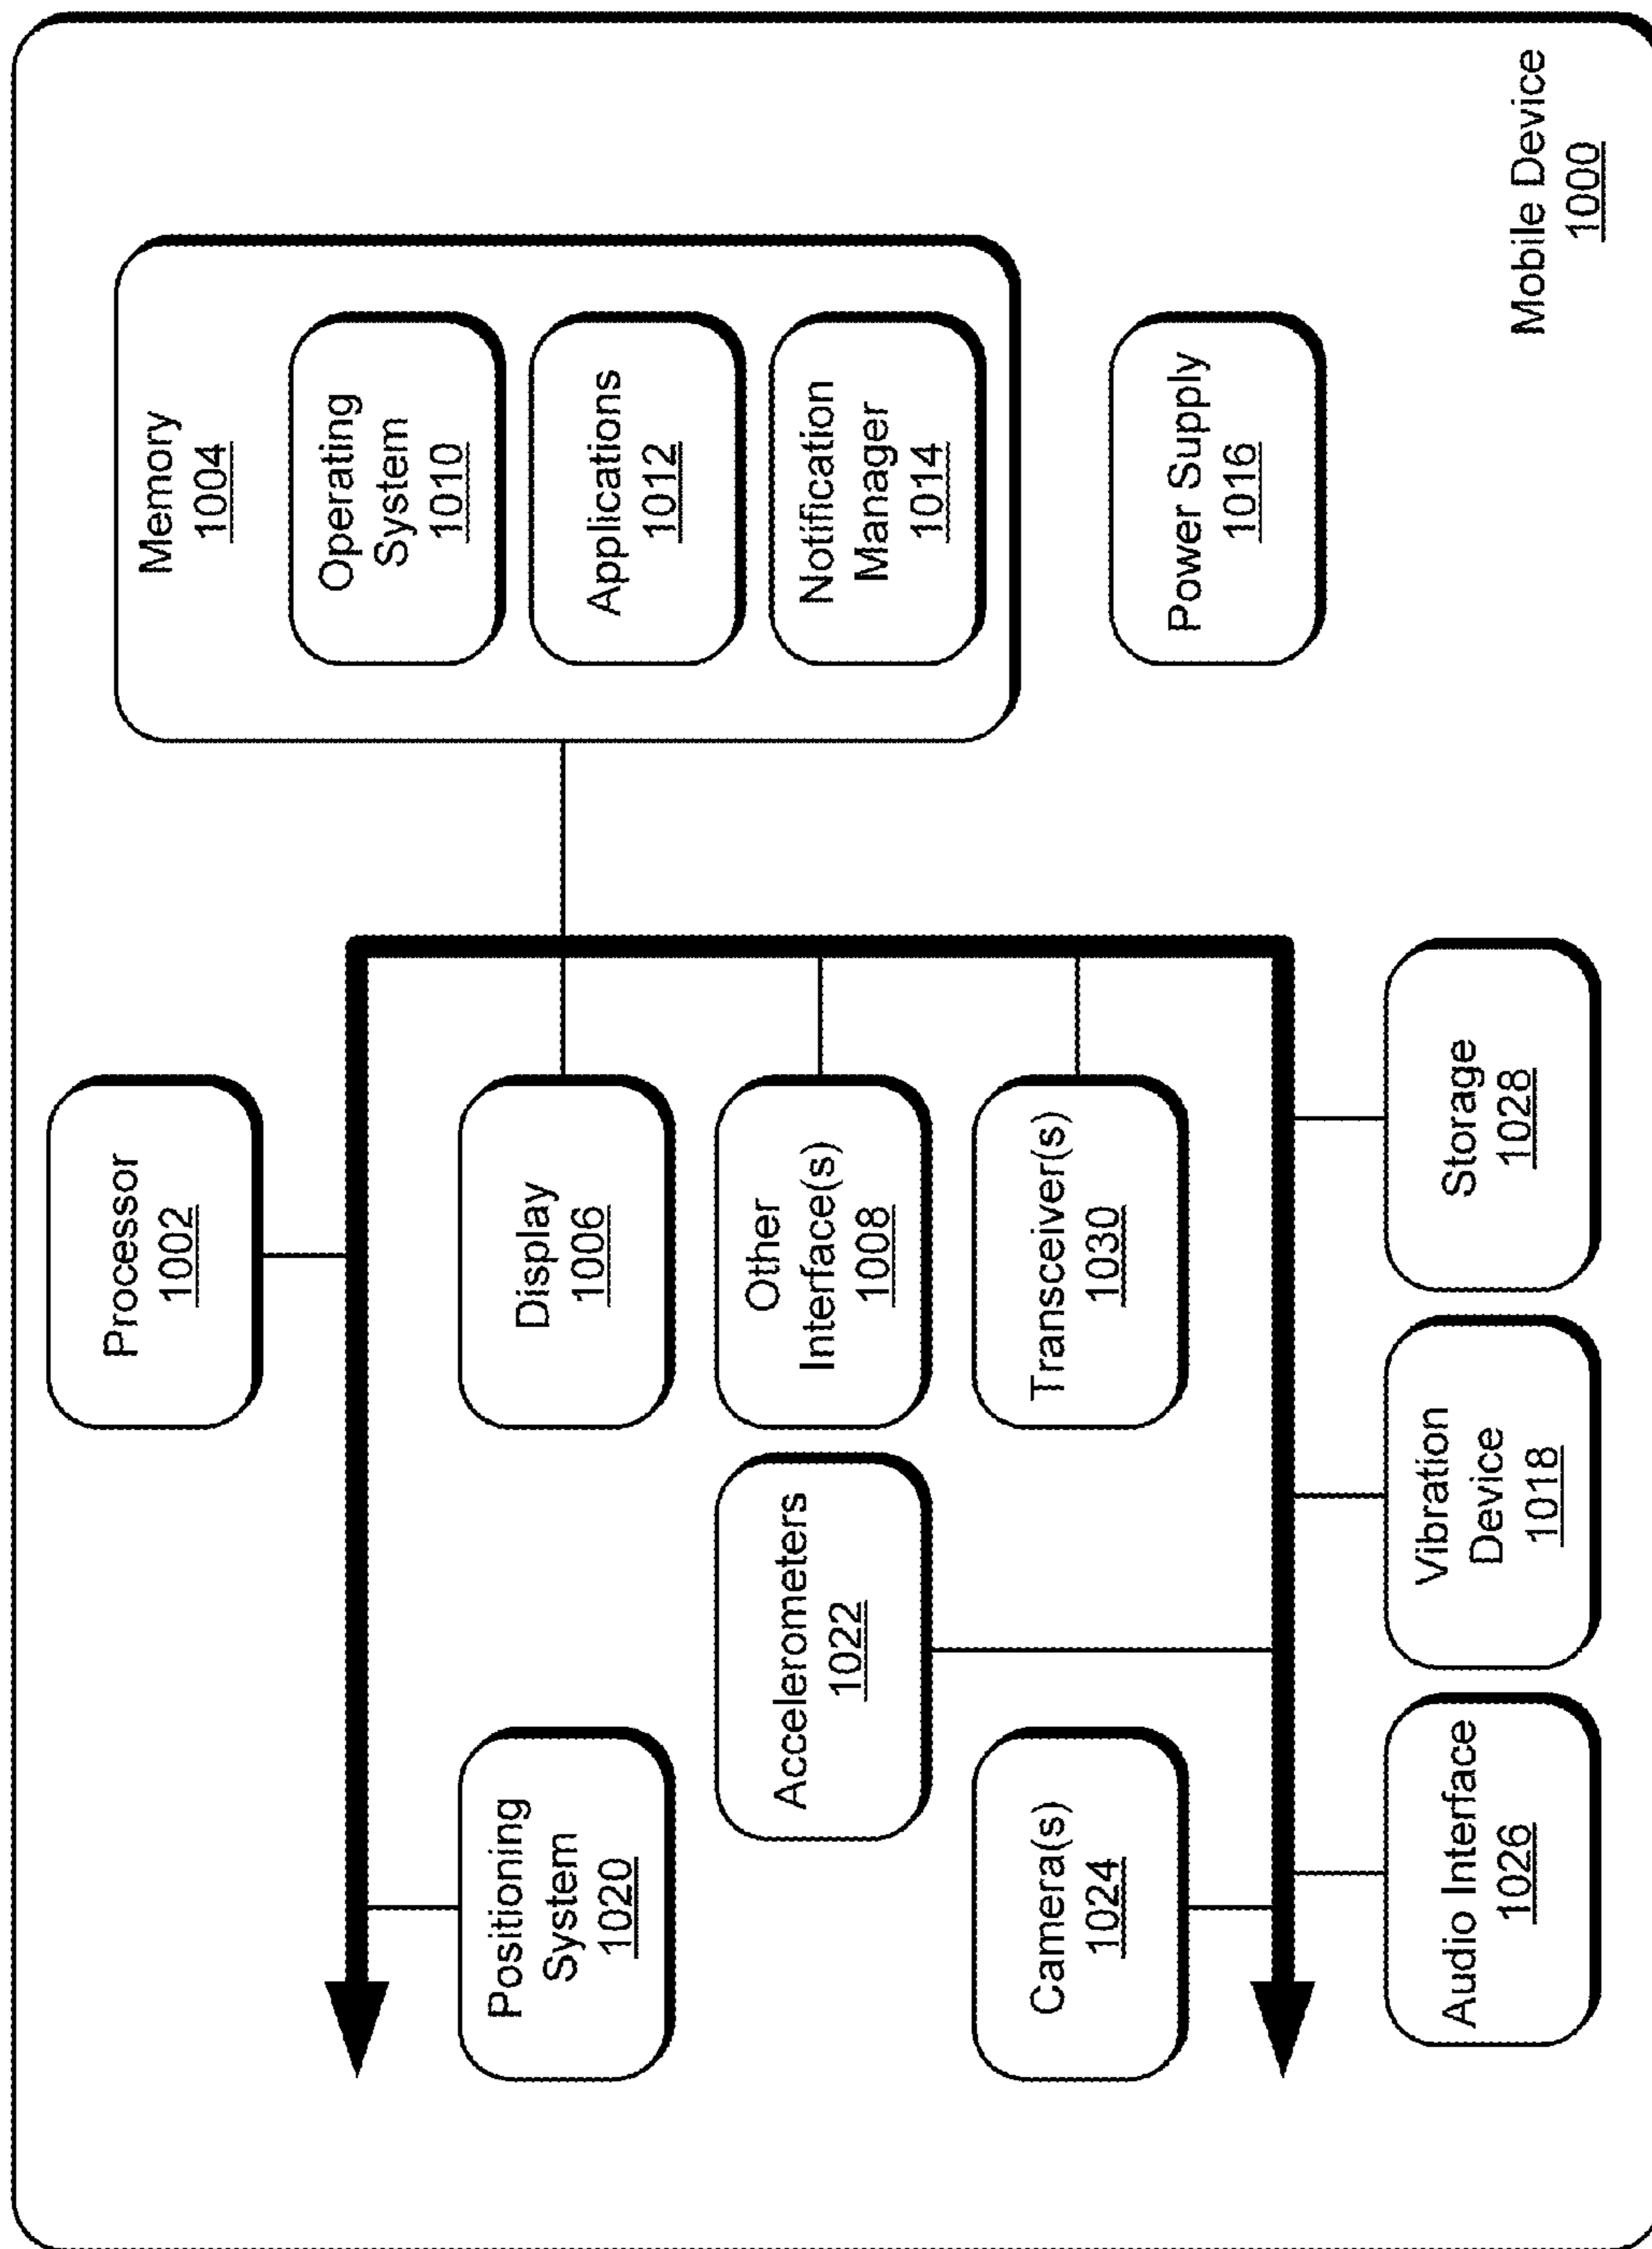 Processor
1002
Memory
1004
Positioning
System
1020
Display
1006
Operating
System
1010
Accelerometers
1022
Other
Interface(s)
1008
Applications
1012
Camera(s)
1024
Transceiver(s)
1030
Notification
Manager
1014
Power Supply
1016
Audio Interface
1026
Vibration
Device
1018
Storage
1028
Mobile Device
1000